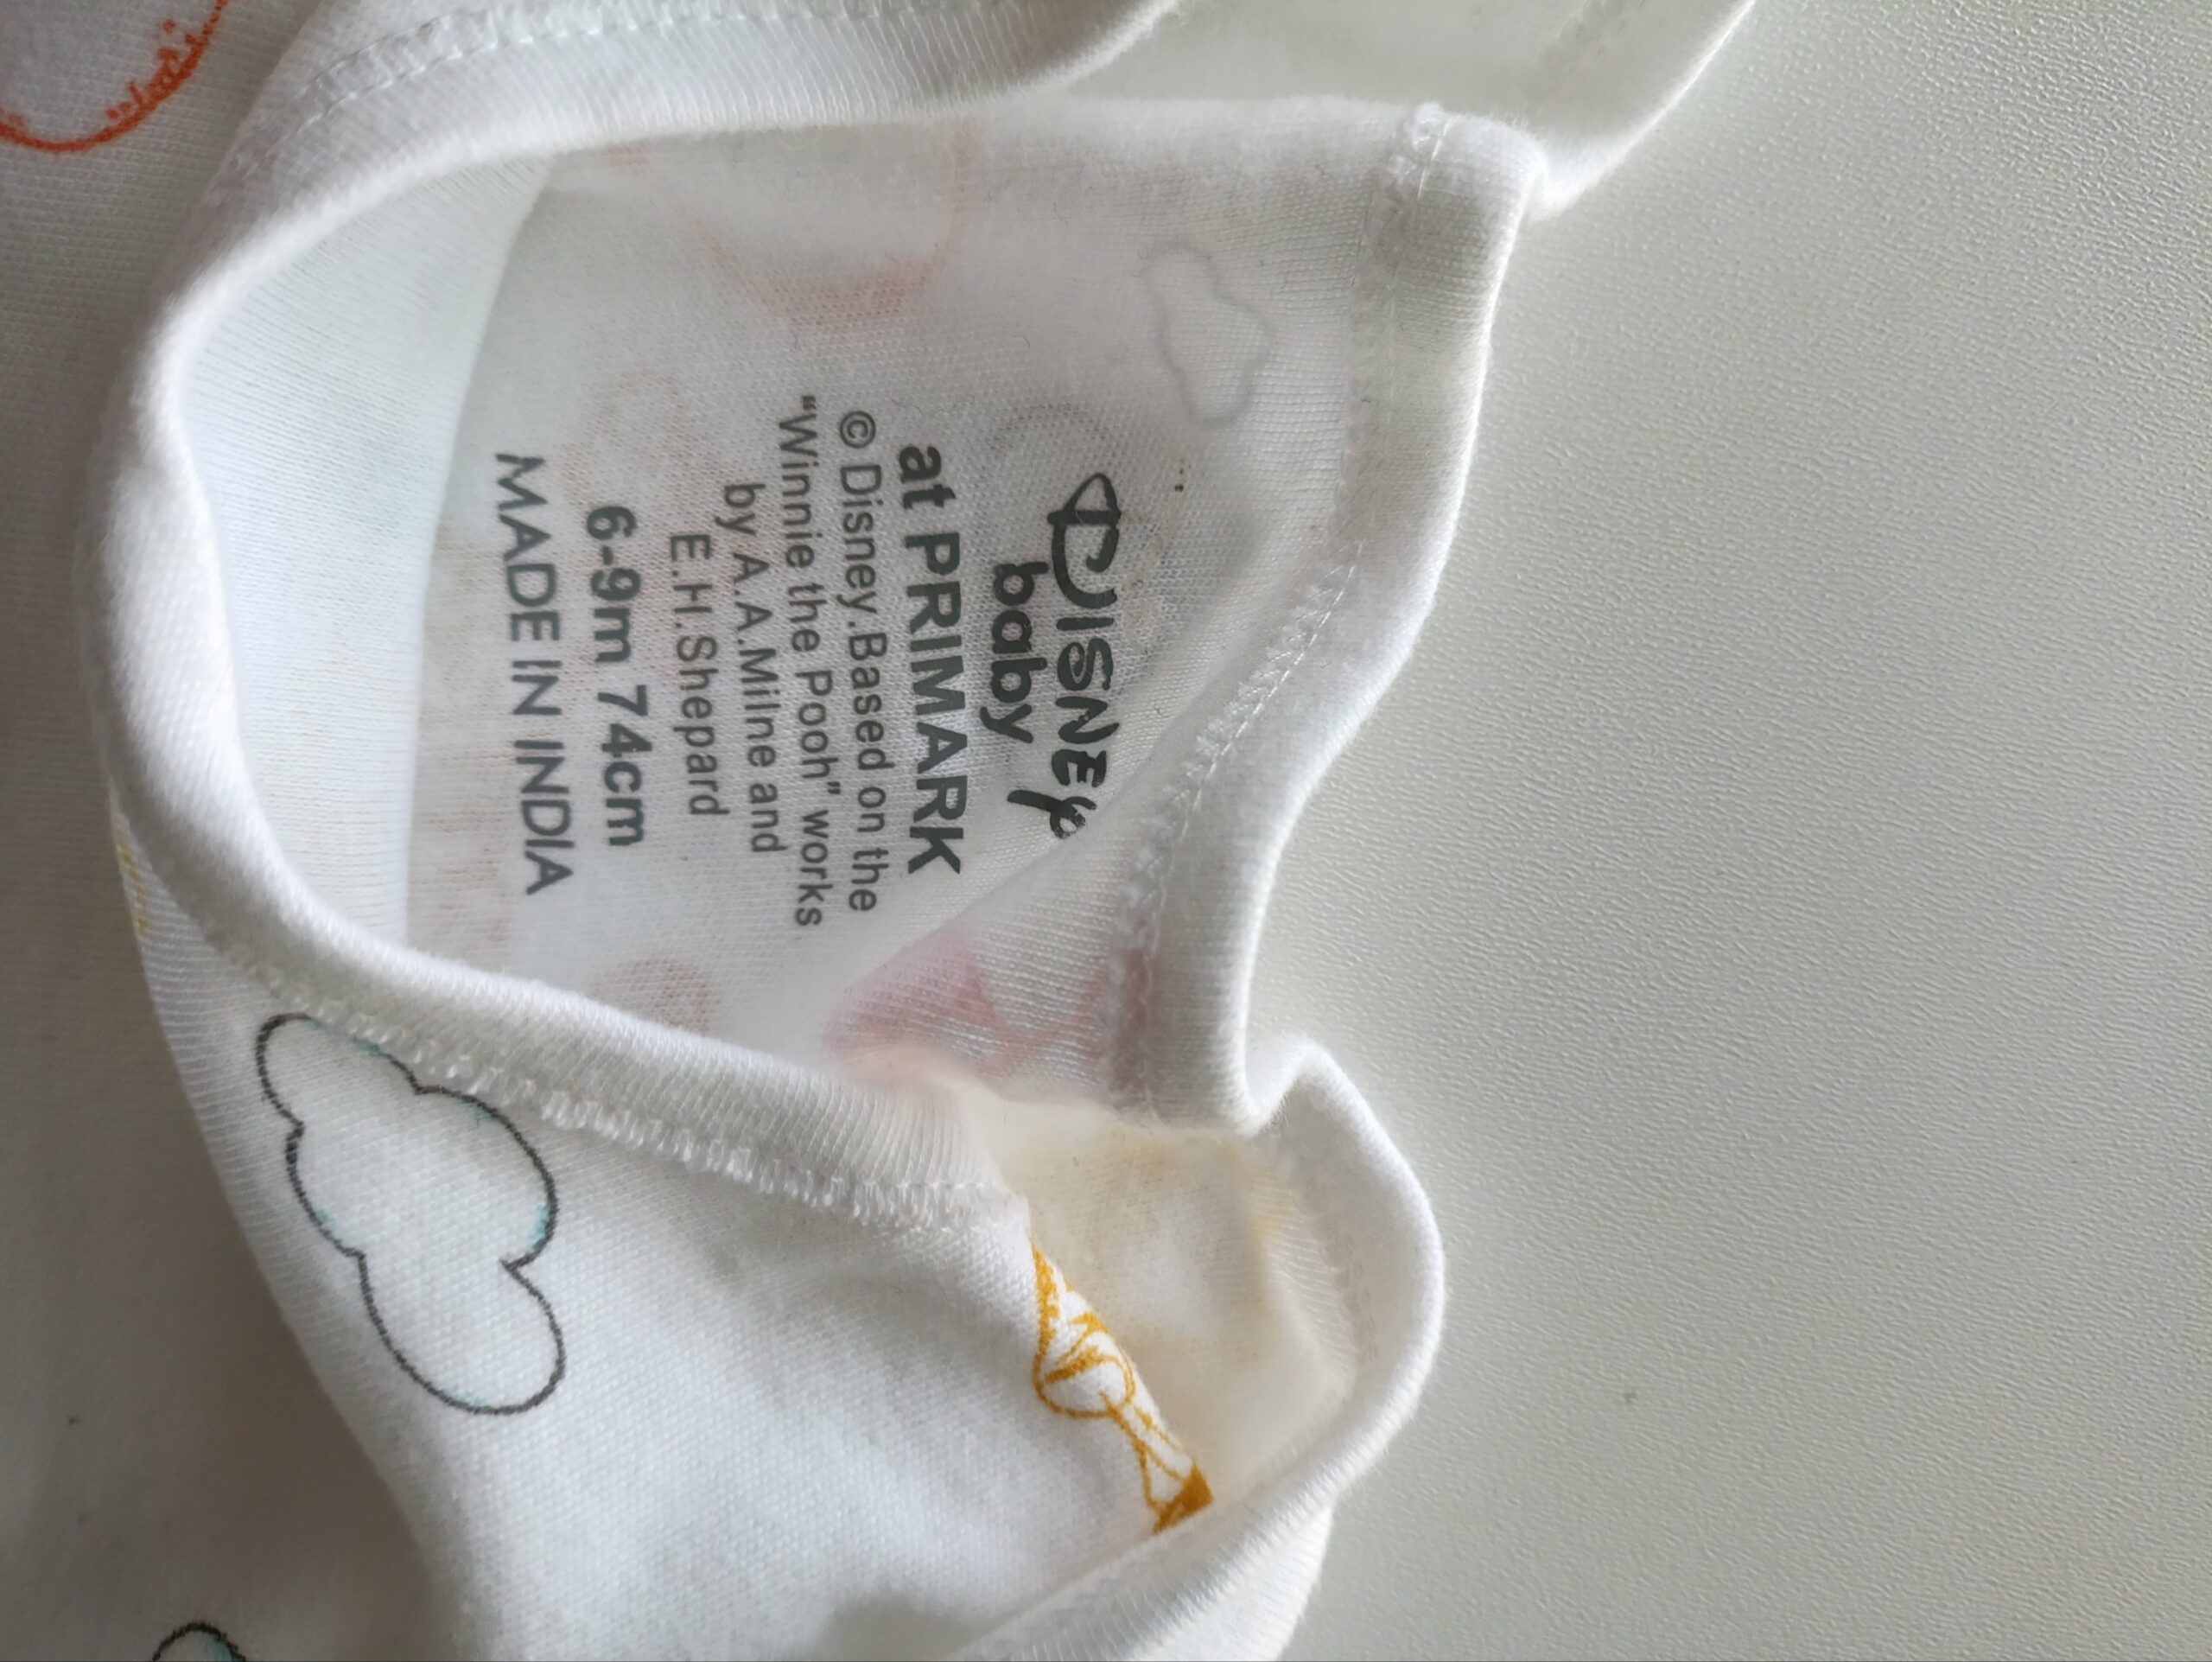 Disney
baby
at PRIMARK
© Disney.Based on the
"Winnie the Pooh" works
by A.A.Milne and
E.H.Shepard
6-9m 74cm
MADE IN INDIA